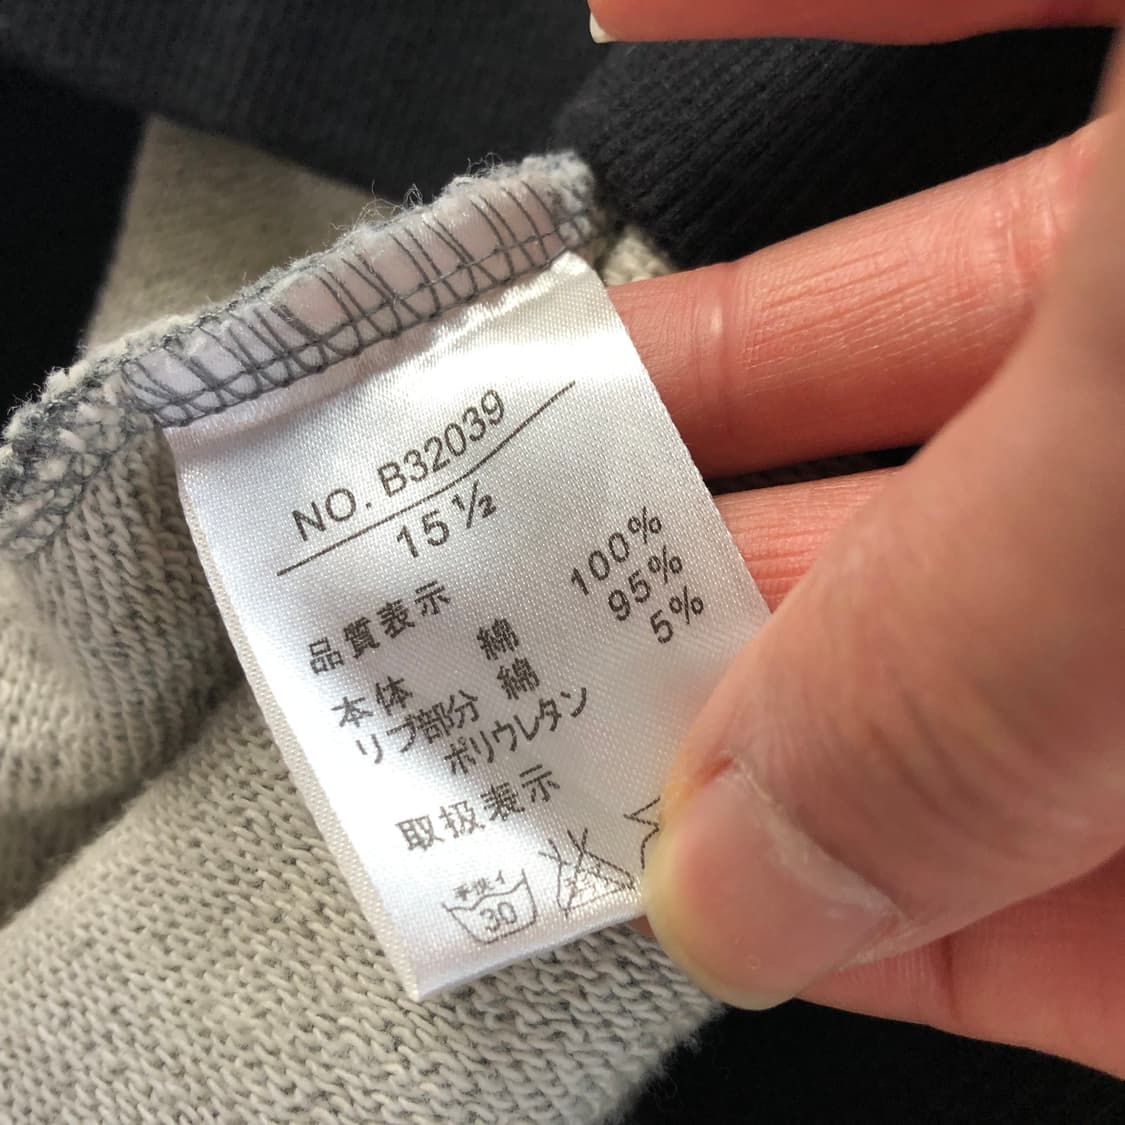 NO. B32039
15 ½
品質表示
本体 綿 100%
リブ部分 綿 95%
ポリウレタン 5%
取扱表示
手洗イ
30